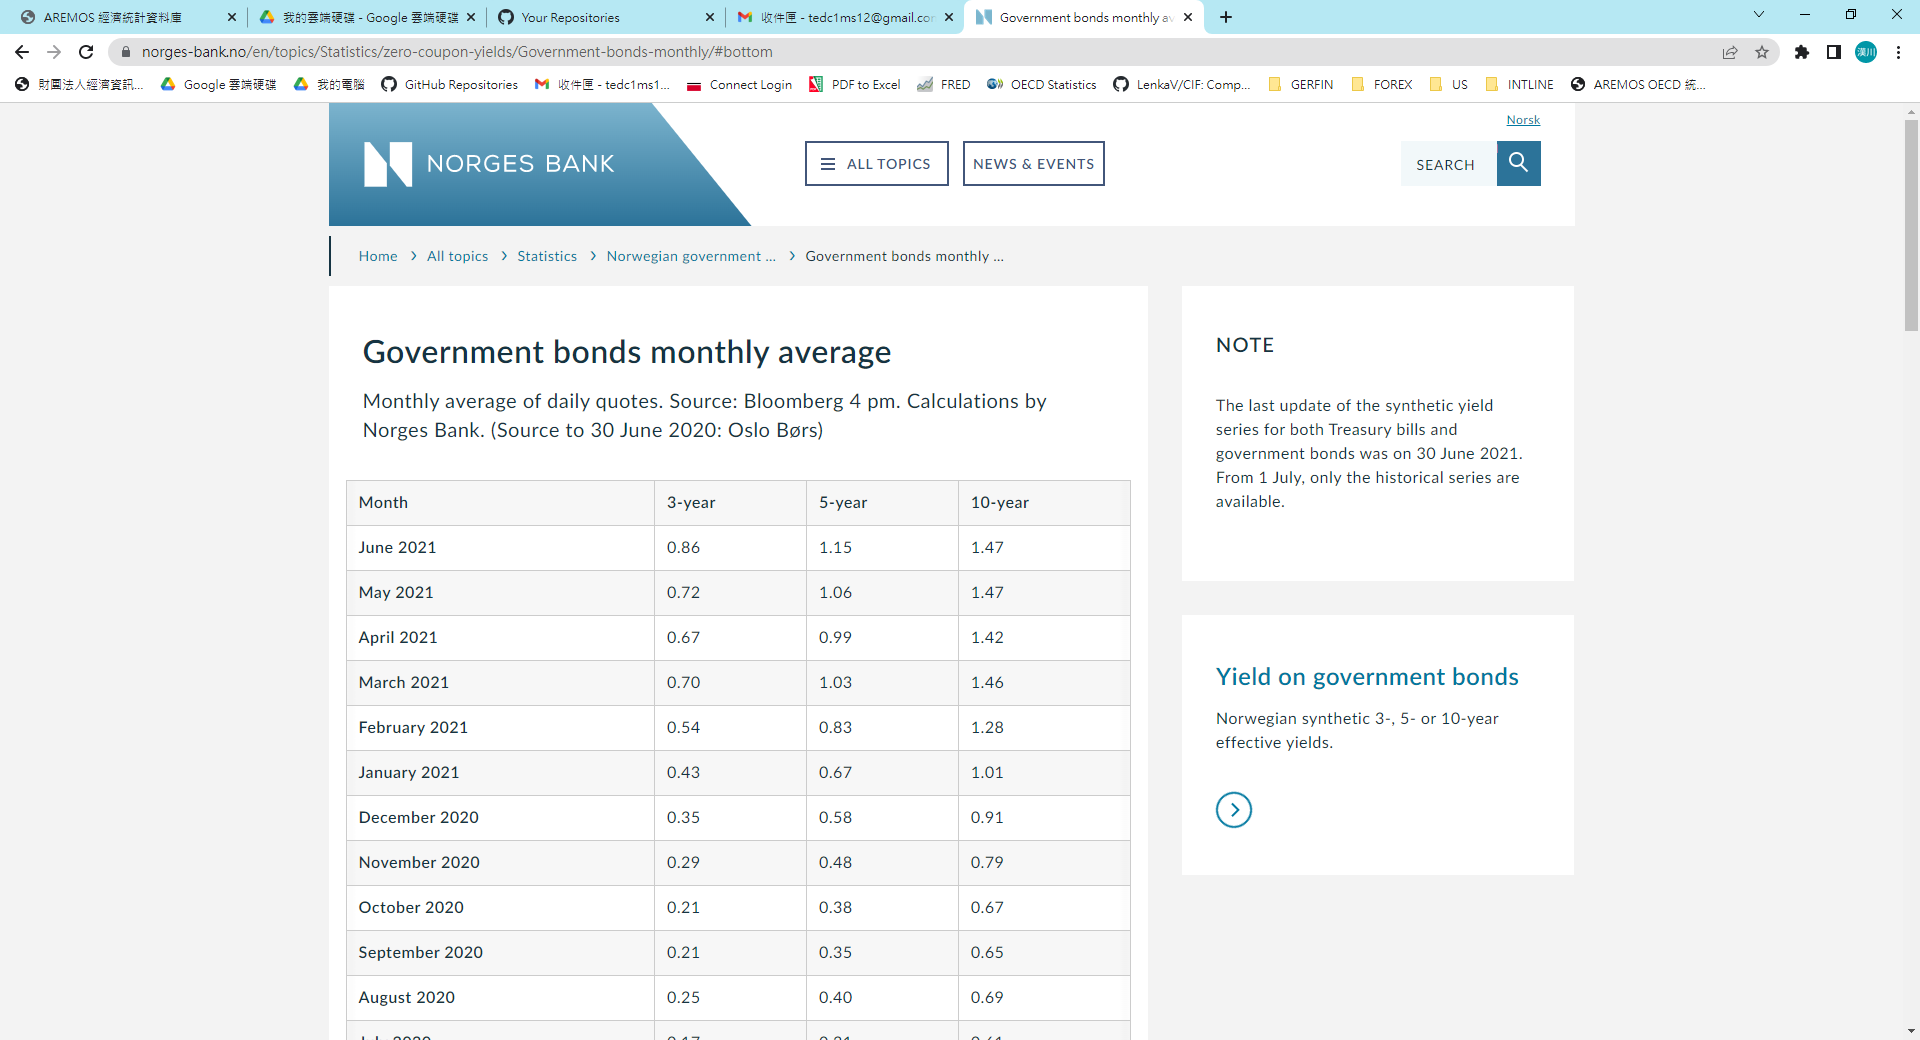 AREMOS 經濟統計資料庫
我的雲端硬碟 - Google 雲端硬碟
Your Repositories
收件匣 - tedc1ms12@gmail.co
Government bonds monthly av
norges-bank.no/en/topics/Statistics/zero-coupon-yields/Government-bonds-monthly/#bottom
漢川
財團法人經濟資訊...
Google 雲端硬碟
我的電腦
GitHub Repositories
收件匣 - tedc1ms1...
Connect Login
PDF to Excel
FRED
OECD Statistics
LenkaV/CIF: Comp...
GERFIN
FOREX
US
INTLINE
AREMOS OECD 統...
Norsk
NORGES BANK
ALL TOPICS
NEWS & EVENTS
SEARCH
Home > All topics > Statistics > Norwegian government ... > Government bonds monthly ...
Government bonds monthly average
Monthly average of daily quotes. Source: Bloomberg 4 pm. Calculations by
Norges Bank. (Source to 30 June 2020: Oslo Børs)
Month 3-year 5-year 10-year
June 2021 0.86 1.15 1.47
May 2021 0.72 1.06 1.47
April 2021 0.67 0.99 1.42
March 2021 0.70 1.03 1.46
February 2021 0.54 0.83 1.28
January 2021 0.43 0.67 1.01
December 2020 0.35 0.58 0.91
November 2020 0.29 0.48 0.79
October 2020 0.21 0.38 0.67
September 2020 0.21 0.35 0.65
August 2020 0.25 0.40 0.69
NOTE
The last update of the synthetic yield
series for both Treasury bills and
government bonds was on 30 June 2021.
From 1 July, only the historical series are
available.
Yield on government bonds
Norwegian synthetic 3-, 5- or 10-year
effective yields.